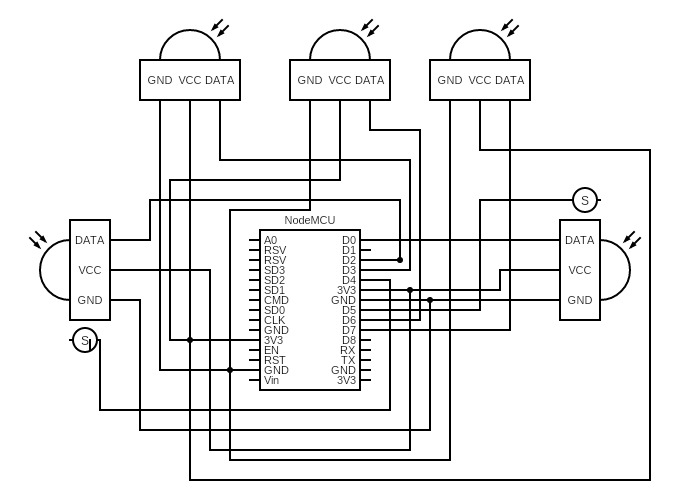 GND VCC DATA
GND VCC DATA
GND VCC DATA
S
NodeMCU
DATA
VCC
GND
S
A0
RSV
RSV
SD3
SD2
SD1
CMD
SD0
CLK
GND
3V3
EN
RST
GND
Vin
D0
D1
D2
D3
D4
3V3
GND
D5
D6
D7
D8
RX
TX
GND
3V3
DATA
VCC
GND